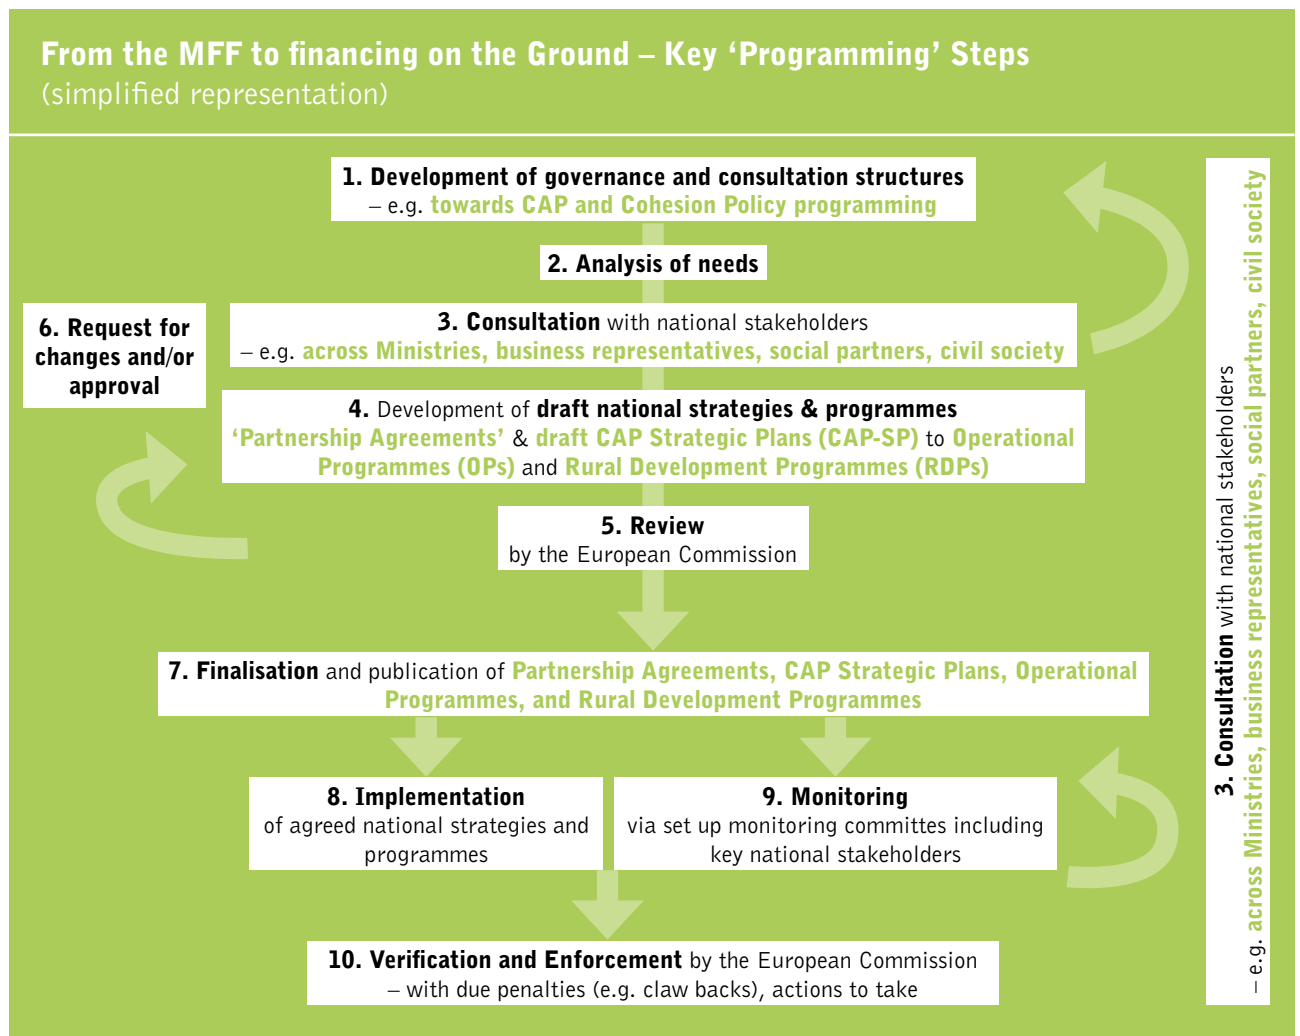 From the MFF to financing on the Ground – Key ‘Programming’ Steps
(simplified representation)
1. Development of governance and consultation structures
– e.g. towards CAP and Cohesion Policy programming
2. Analysis of needs
3. Consultation with national stakeholders
– e.g. across Ministries, business representatives, social partners, civil society
6. Request for
changes and/or
approval
4. Development of draft national strategies & programmes
‘Partnership Agreements’ & draft CAP Strategic Plans (CAP-SP) to Operational
Programmes (OPs) and Rural Development Programmes (RDPs)
5. Review
by the European Commission
7. Finalisation and publication of Partnership Agreements, CAP Strategic Plans, Operational
Programmes, and Rural Development Programmes
8. Implementation
of agreed national strategies and
programmes
9. Monitoring
via set up monitoring committes including
key national stakeholders
10. Verification and Enforcement by the European Commission
– with due penalties (e.g. claw backs), actions to take
3. Consultation with national stakeholders
– e.g. across Ministries, business representatives, social partners, civil society